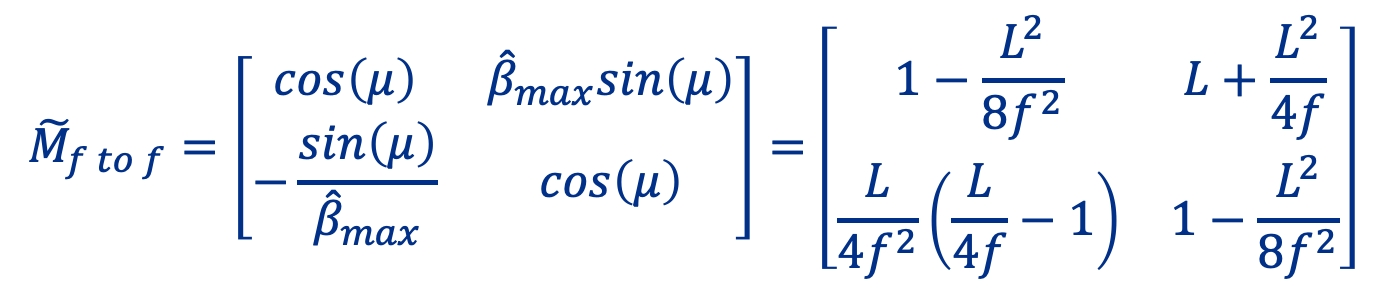 M̃_{f to f} = [cos(μ)  β̂_{max}sin(μ); −sin(μ)/β̂_{max}  cos(μ)] = [1 − L²/8f²  L + L²/4f; L/4f² (L/4f − 1)  1 − L²/8f²]